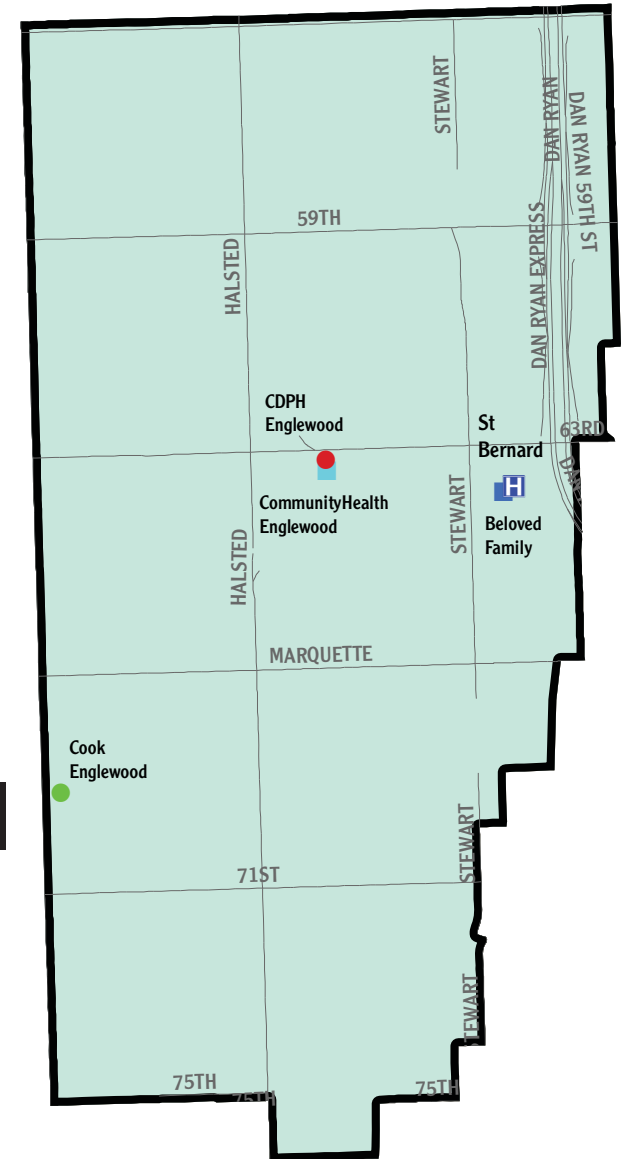 STEWART
DAN RYAN
DAN RYAN 59TH ST
59TH
HALSTED
DAN RYAN EXPRESS
CDPH
Englewood
St
Bernard
63RD
H
CommunityHealth
Englewood
STEWART
Beloved
Family
HALSTED
MARQUETTE
Cook
Englewood
STEWART
71ST
STEWART
75TH
75TH
75TH